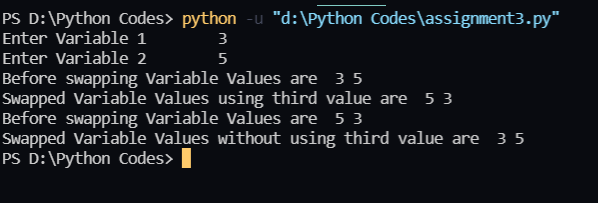 PS D:\Python Codes> python -u "d:\Python Codes\assignment3.py"
Enter Variable 1        3
Enter Variable 2        5
Before swapping Variable Values are  3 5
Swapped Variable Values using third value are  5 3
Before swapping Variable Values are  5 3
Swapped Variable Values without using third value are  3 5
PS D:\Python Codes>